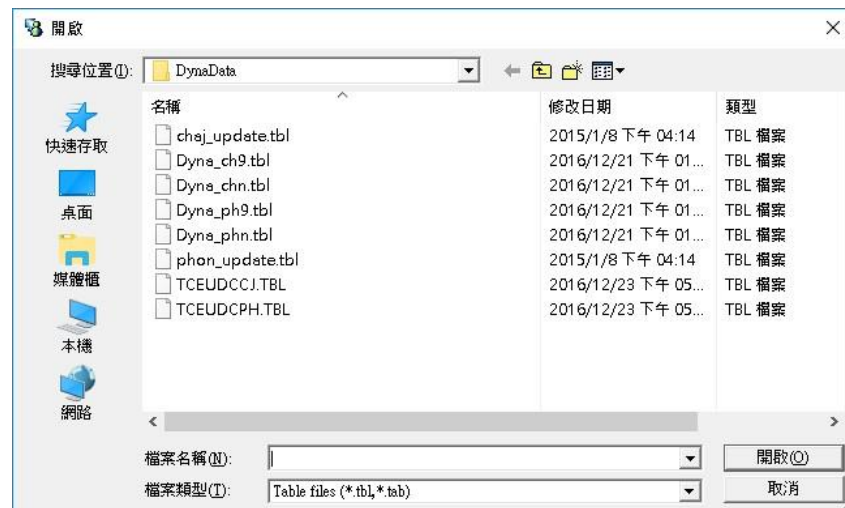 開啟
搜尋位置(I): DynaData
名稱 修改日期 類型
chaj_update.tbl 2015/1/8 下午 04:14 TBL 檔案
Dyna_ch9.tbl 2016/12/21 下午 01... TBL 檔案
Dyna_chn.tbl 2016/12/21 下午 01... TBL 檔案
Dyna_ph9.tbl 2016/12/21 下午 01... TBL 檔案
Dyna_phn.tbl 2016/12/21 下午 01... TBL 檔案
phon_update.tbl 2015/1/8 下午 04:14 TBL 檔案
TCEUDCCJ.TBL 2016/12/23 下午 05... TBL 檔案
TCEUDCPH.TBL 2016/12/23 下午 05... TBL 檔案
快速存取
桌面
媒體櫃
本機
網路
檔案名稱(N): 開啟(O)
檔案類型(T): Table files (*.tbl,*.tab) 取消